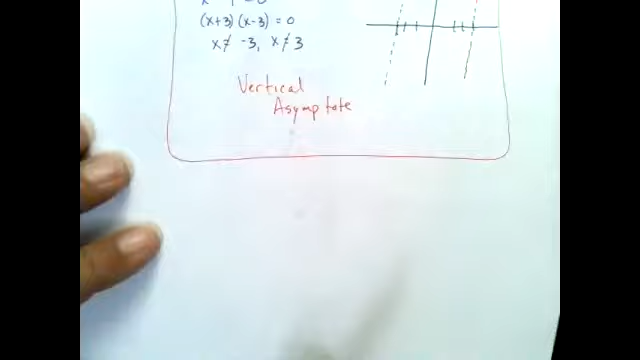 (x+3)(x-3) = 0
x ≠ -3, x ≠ 3
Vertical
Asymptote